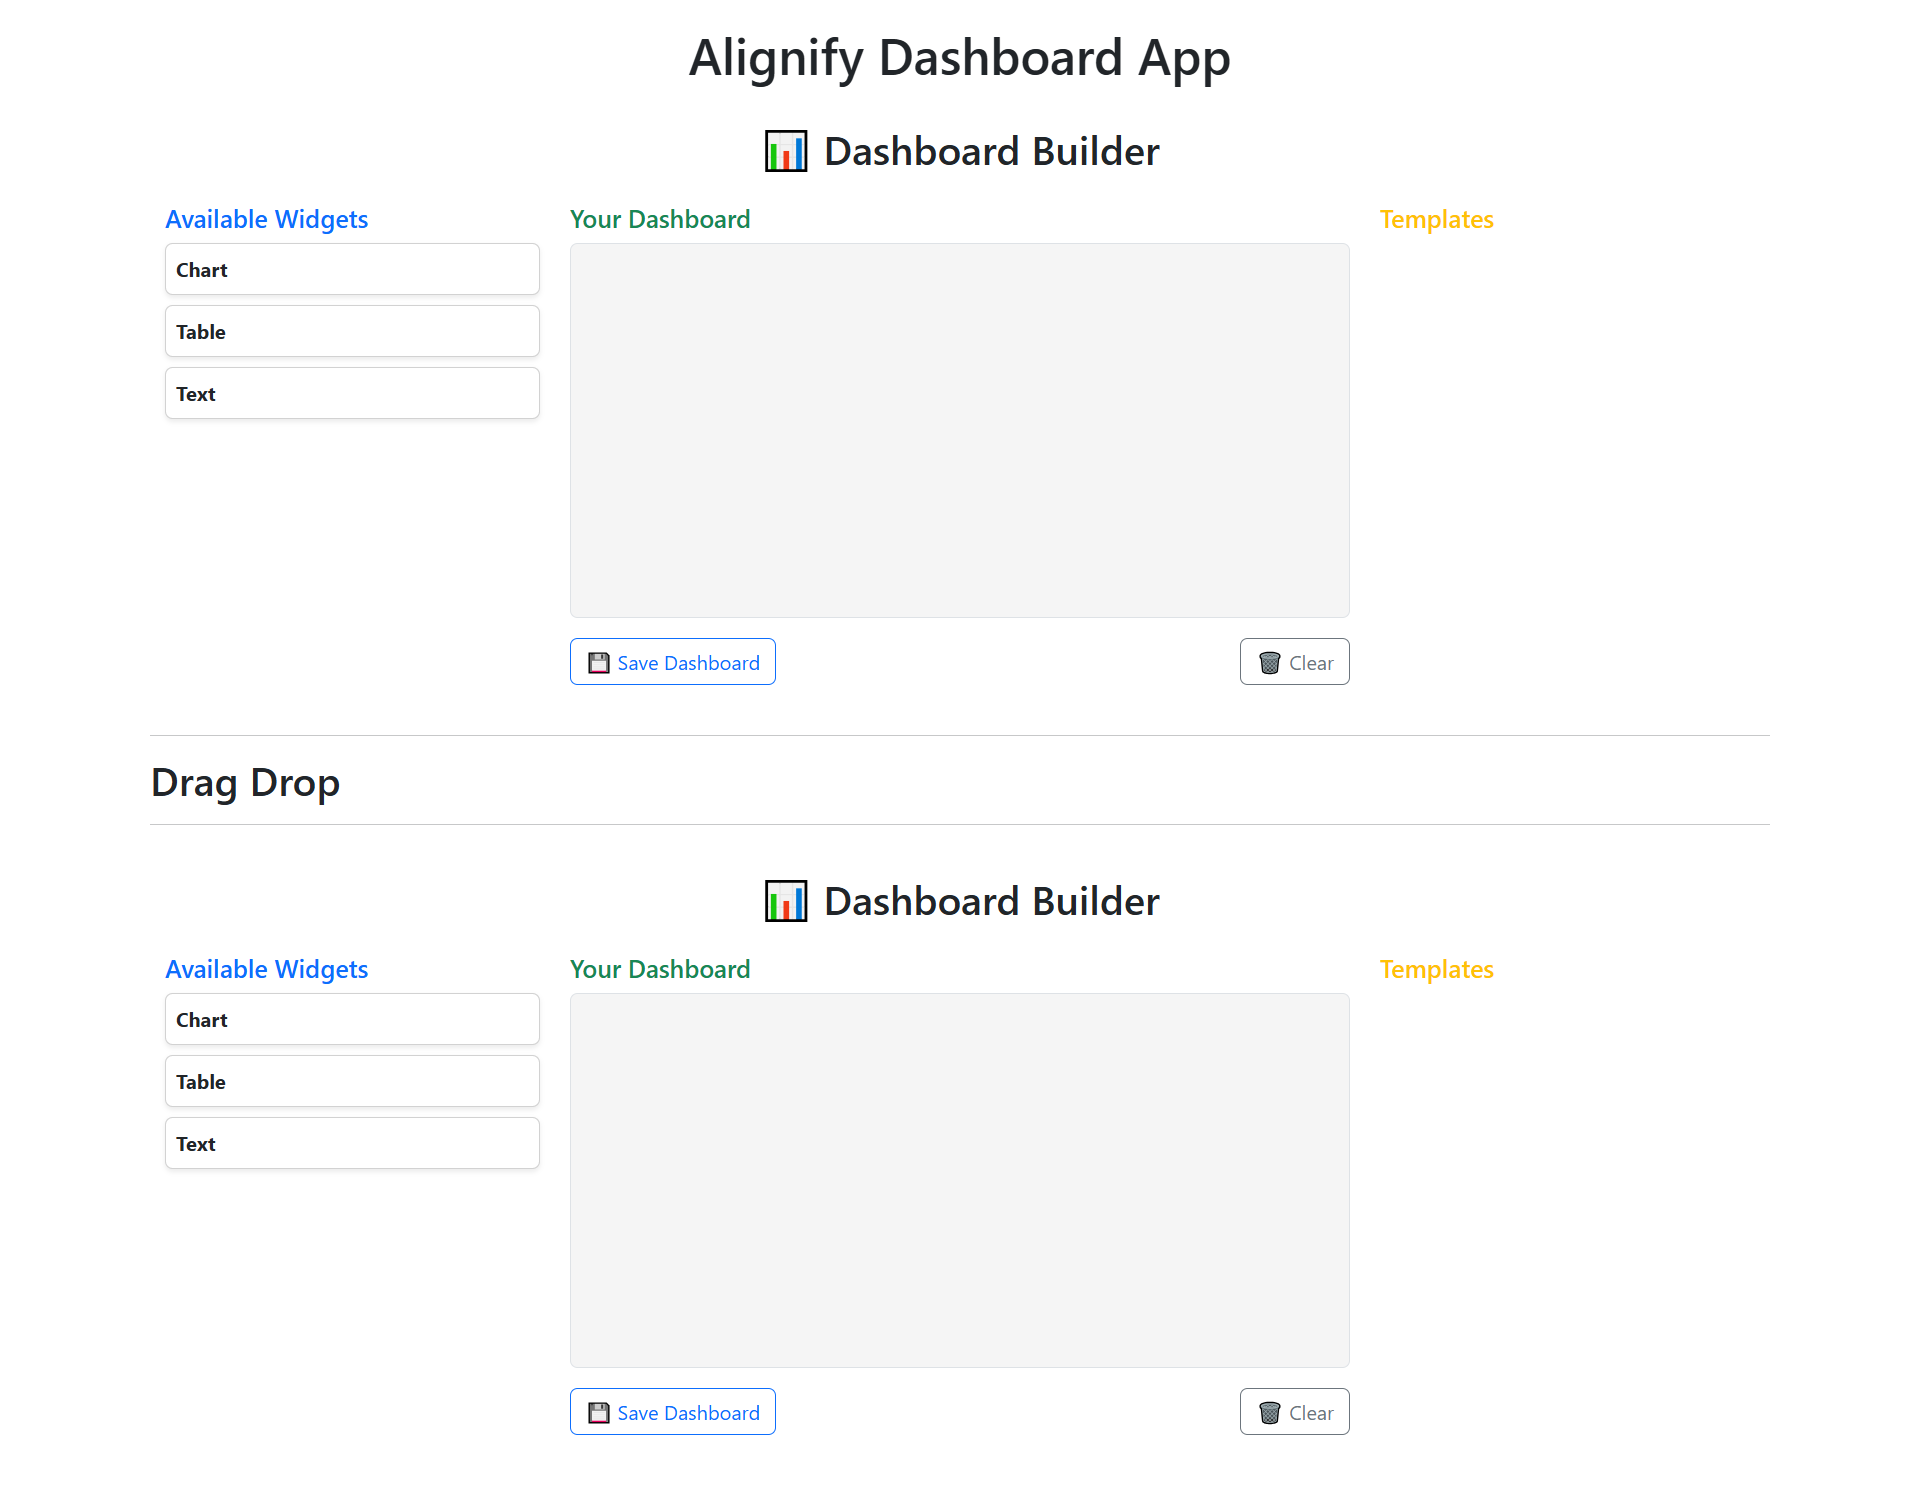 Alignify Dashboard App
📊 Dashboard Builder
Available Widgets
Chart
Table
Text
Your Dashboard
💾 Save Dashboard
🗑️ Clear
Templates
Drag Drop
📊 Dashboard Builder
Available Widgets
Chart
Table
Text
Your Dashboard
💾 Save Dashboard
🗑️ Clear
Templates